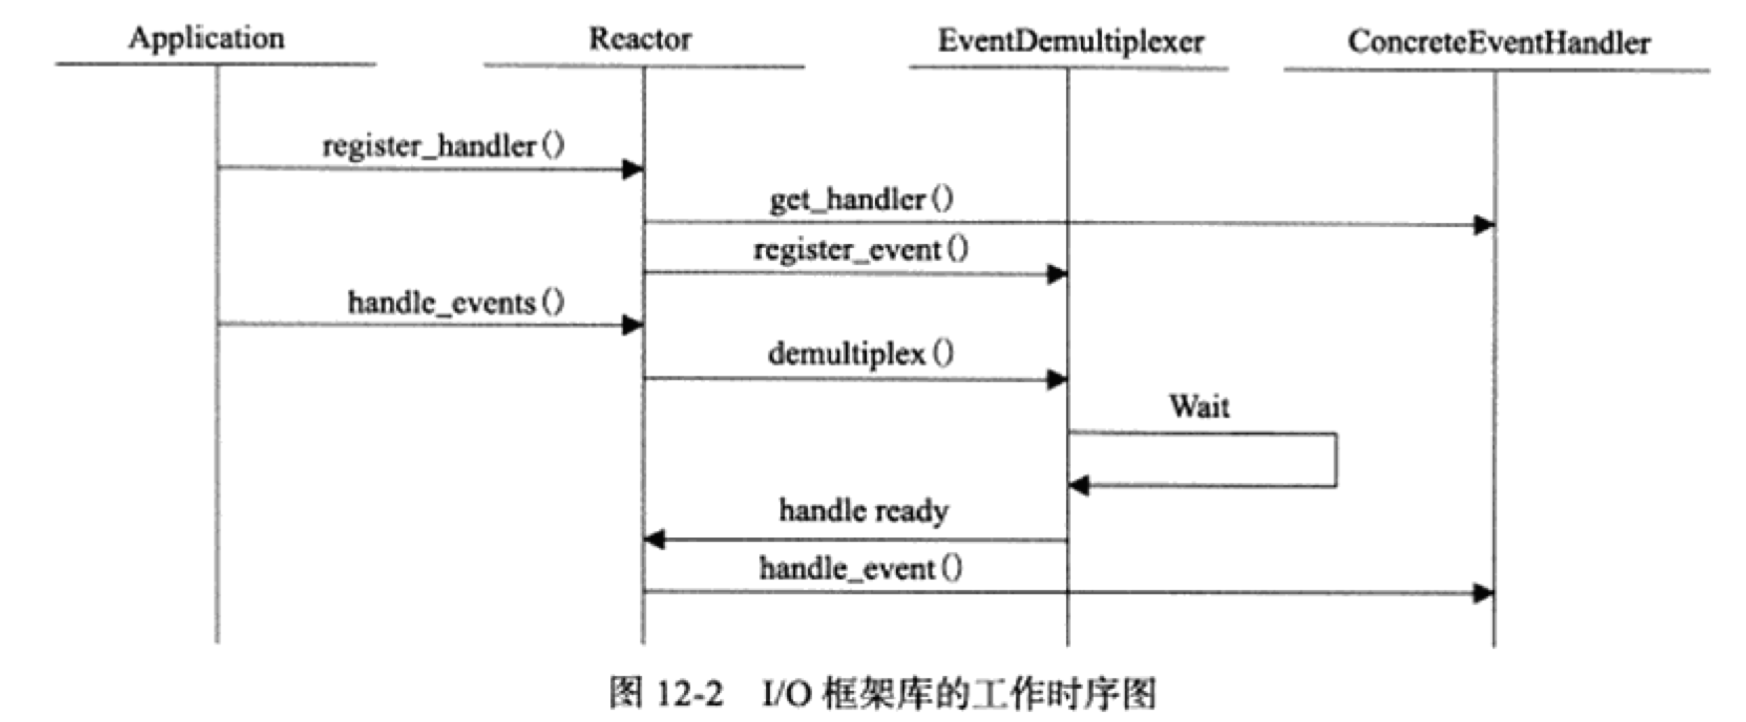 Application Reactor EventDemultiplexer ConcreteEventHandler
register_handler()
get_handler()
register_event()
handle_events()
demultiplex()
Wait
handle ready
handle_event()
图 12-2 I/O 框架库的工作时序图